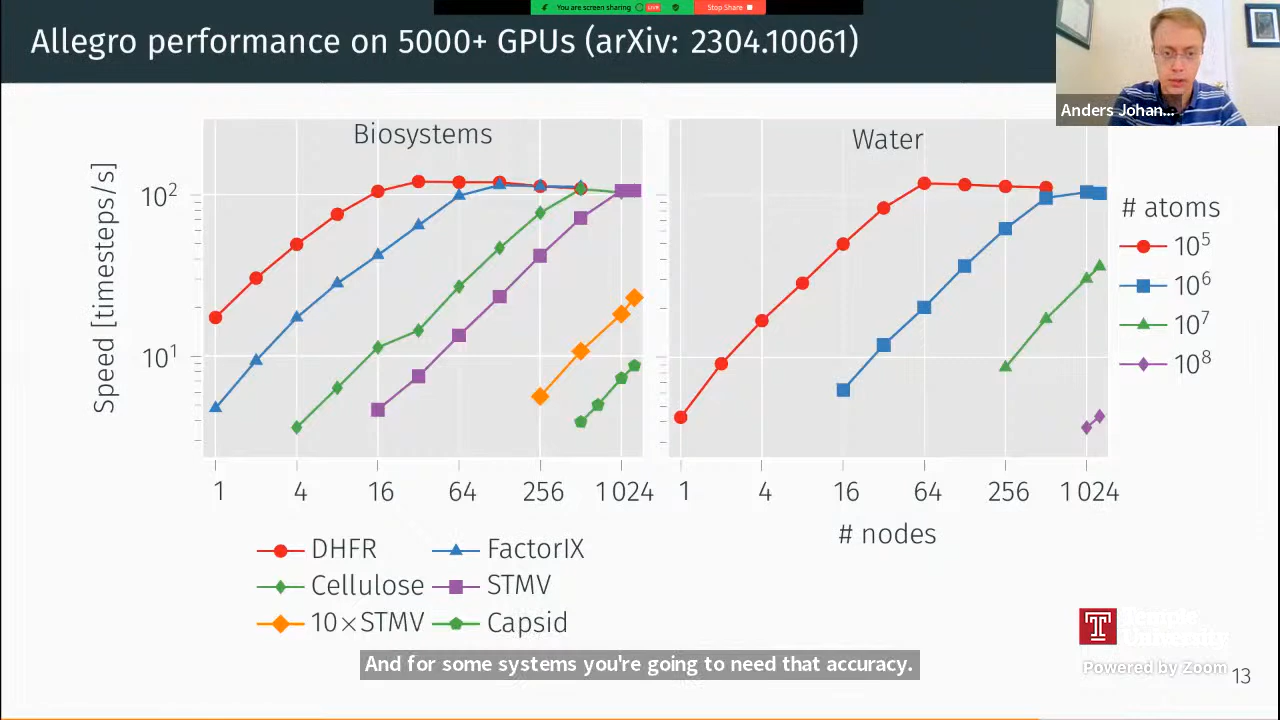 You are screen sharing LIVE Stop Share
Allegro performance on 5000+ GPUs (arXiv: 2304.10061)
Anders Johan...
Biosystems
Water
Speed [timesteps/s]
10²
10¹
1 4 16 64 256 1 024
1 4 16 64 256 1 024
# nodes
# atoms
10⁵
10⁶
10⁷
10⁸
DHFR FactorIX
Cellulose STMV
10×STMV Capsid
Temple
University
Powered by Zoom
And for some systems you're going to need that accuracy.
13